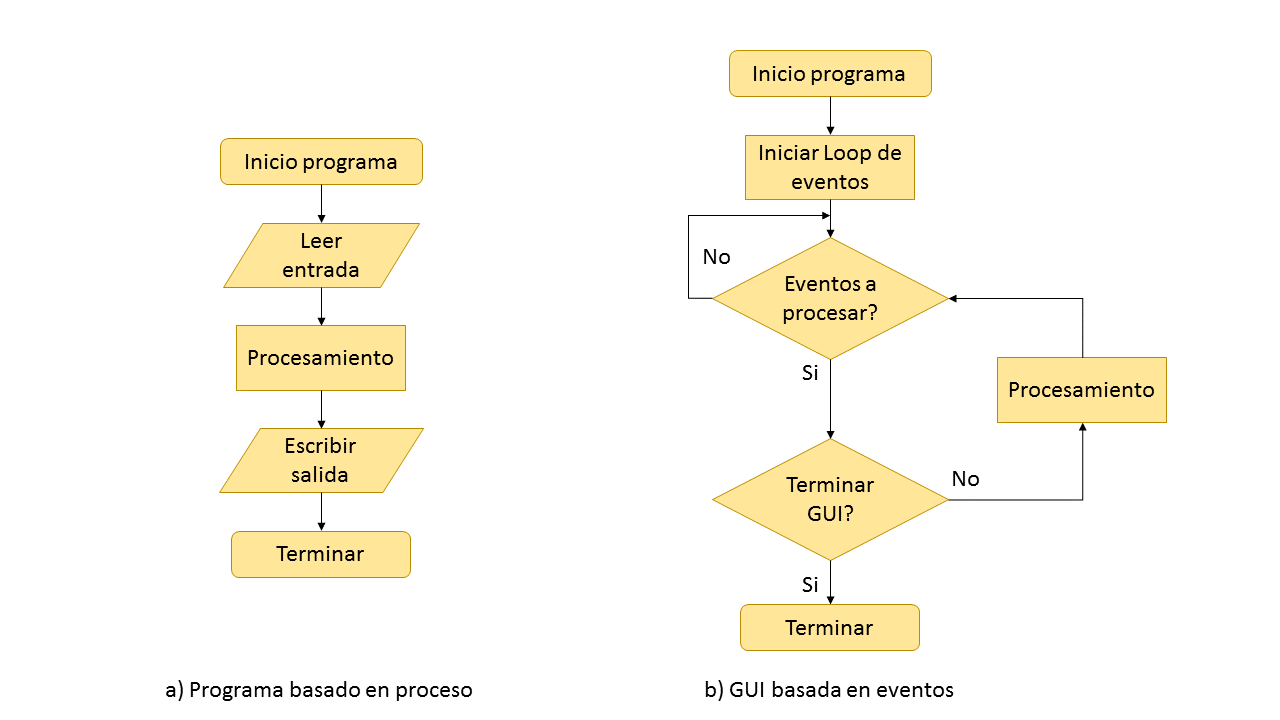 Inicio programa
Leer
entrada
Procesamiento
Escribir
salida
Terminar
a) Programa basado en proceso
Inicio programa
Iniciar Loop de
eventos
No
Eventos a
procesar?
Si
Procesamiento
Terminar
GUI?
No
Si
Terminar
b) GUI basada en eventos